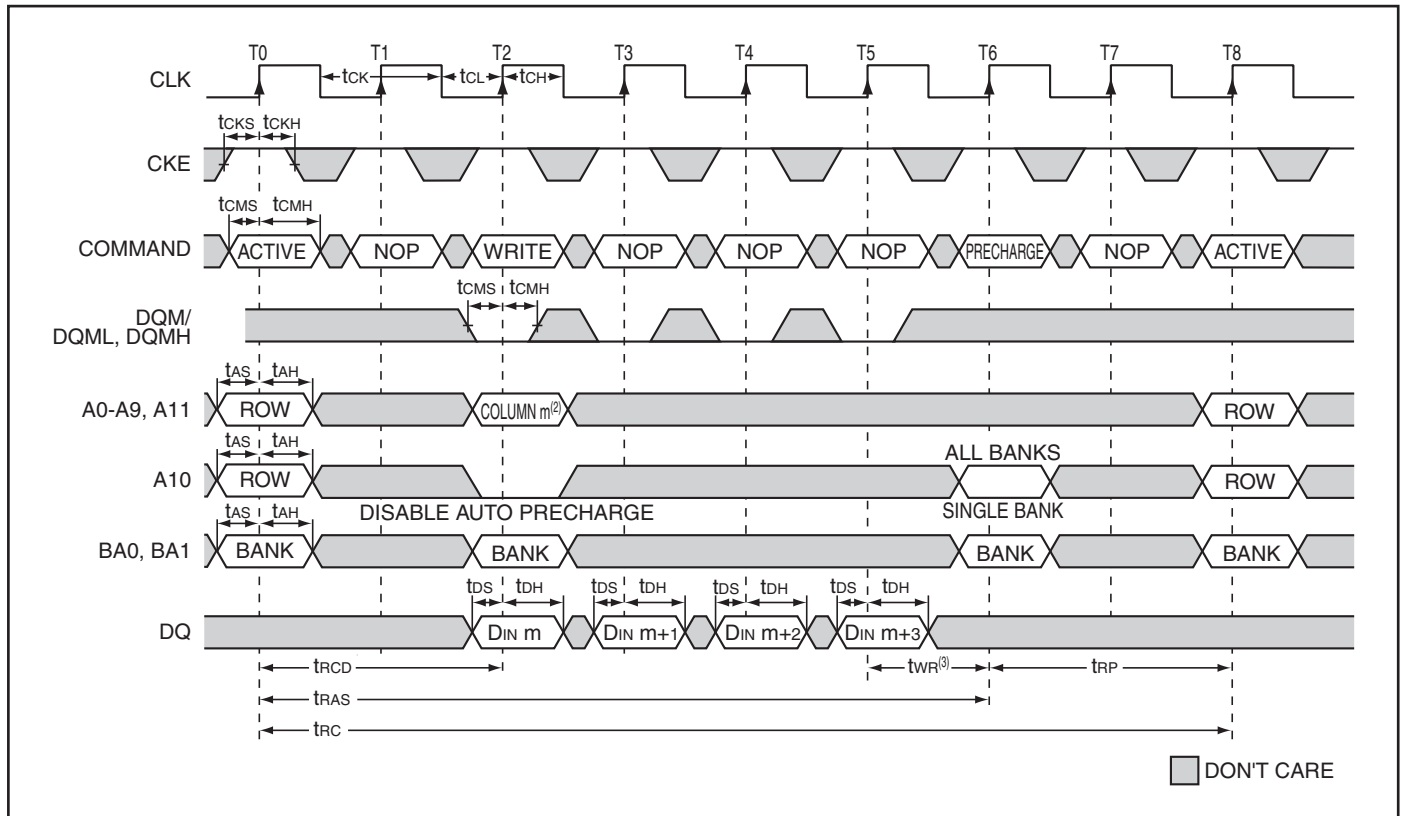 T0 T1 T2 T3 T4 T5 T6 T7 T8
CLK tCK tCL tCH
tCKS tCKH
CKE
tCMS tCMH
COMMAND ACTIVE NOP WRITE NOP NOP NOP PRECHARGE NOP ACTIVE
tCMS tCMH
DQM/
DQML, DQMH
tAS tAH
A0-A9, A11 ROW COLUMN m(2) ROW
tAS tAH ALL BANKS
A10 ROW ROW
tAS tAH DISABLE AUTO PRECHARGE SINGLE BANK
BA0, BA1 BANK BANK BANK BANK
tDS tDH tDS tDH tDS tDH tDS tDH
DQ DIN m DIN m+1 DIN m+2 DIN m+3
tRCD tWR(3) tRP
tRAS
tRC
DON'T CARE